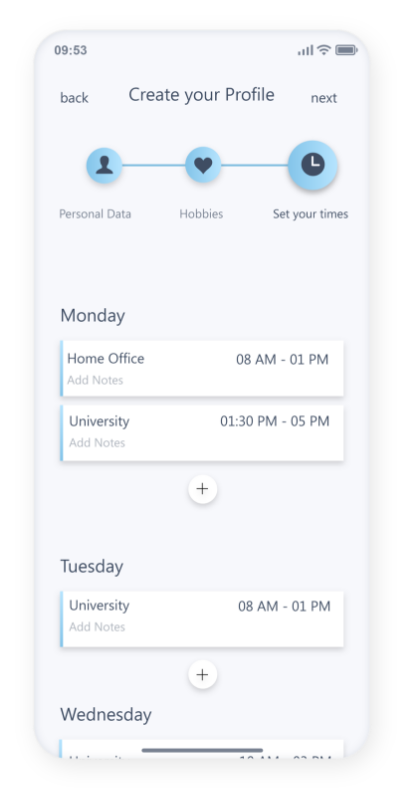 09:53
back Create your Profile next
Personal Data Hobbies Set your times
Monday
Home Office 08 AM - 01 PM
Add Notes
University 01:30 PM - 05 PM
Add Notes
+
Tuesday
University 08 AM - 01 PM
Add Notes
+
Wednesday